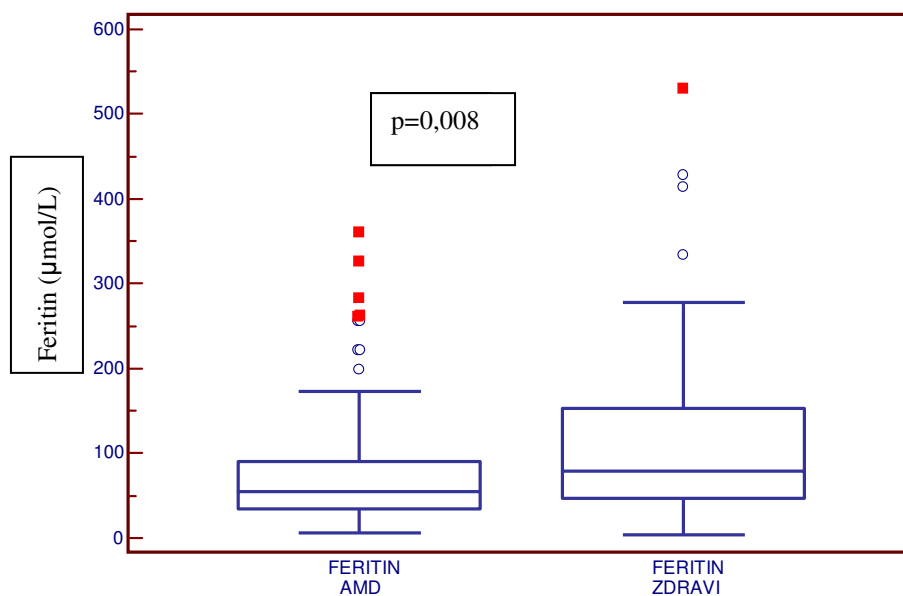 600
500
400
300
200
100
0
Feritin (µmol/L)
p=0,008
FERITIN
AMD
FERITIN
ZDRAVI